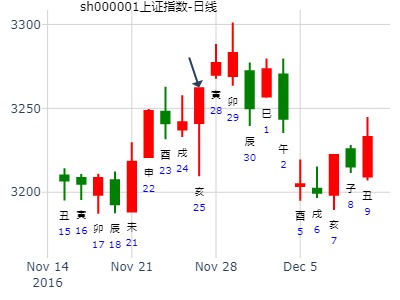 sh000001上证指数-日线
3300
3250
3200
丑 15
寅 16
卯 17
辰 18
未 21
申 22
酉 23
戌 24
亥 25
寅 28
卯 29
辰 30
巳 1
午 2
酉 5
戌 6
亥 7
子 8
丑 9
Nov 14
2016
Nov 21
Nov 28
Dec 5